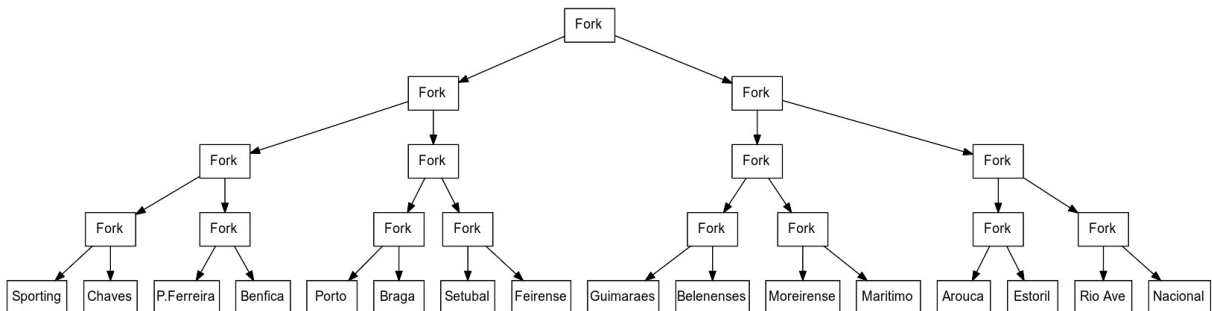 Fork
Fork Fork
Fork Fork Fork Fork
Fork Fork Fork Fork Fork Fork Fork Fork
Sporting Chaves P.Ferreira Benfica Porto Braga Setubal Feirense Guimaraes Belenenses Moreirense Maritimo Arouca Estoril Rio Ave Nacional